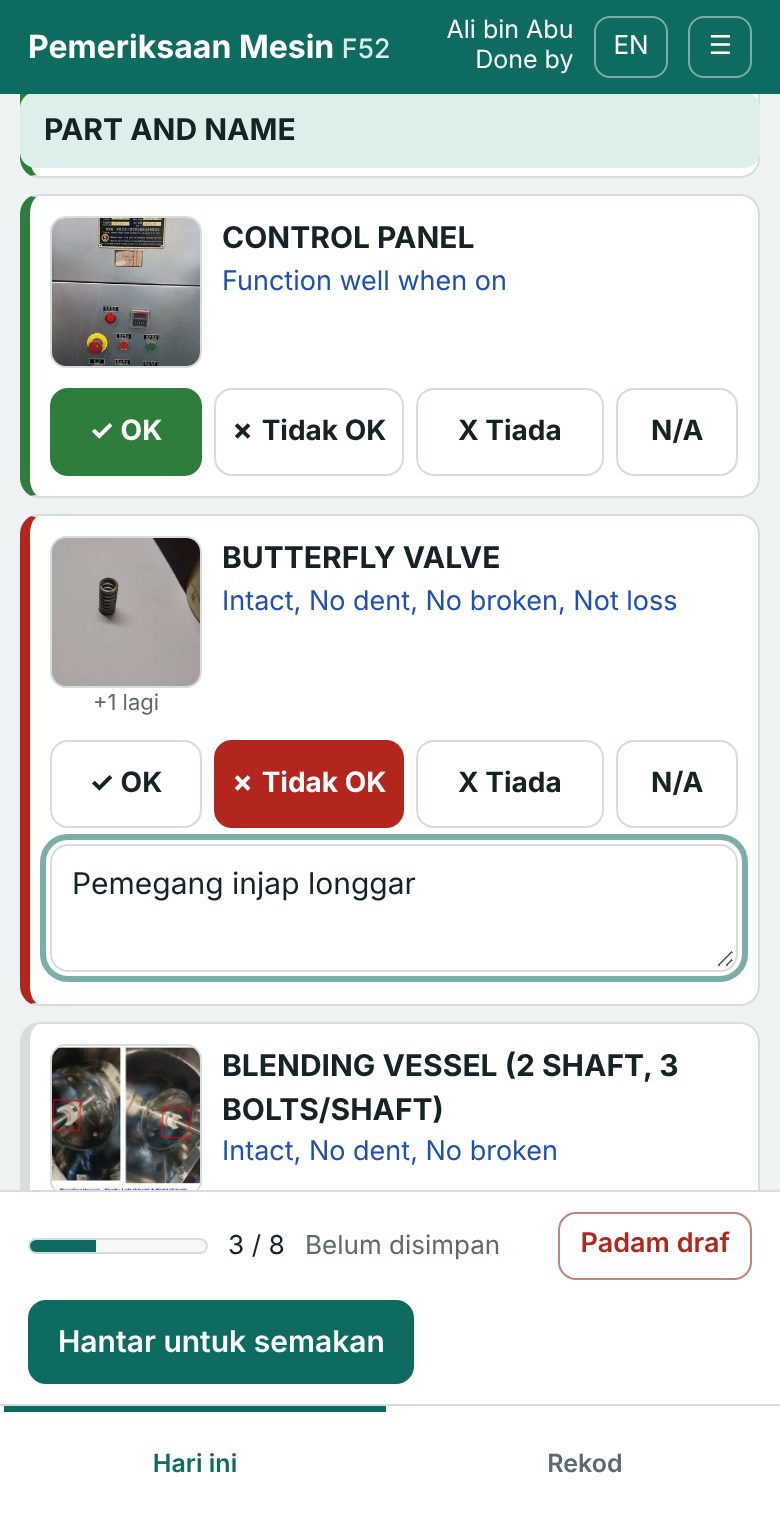 Pemeriksaan Mesin F52
Ali bin Abu
Done by
EN
☰
PART AND NAME
CONTROL PANEL
Function well when on
✓ OK
× Tidak OK
X Tiada
N/A
BUTTERFLY VALVE
Intact, No dent, No broken, Not loss
+1 lagi
✓ OK
× Tidak OK
X Tiada
N/A
Pemegang injap longgar
BLENDING VESSEL (2 SHAFT, 3
BOLTS/SHAFT)
Intact, No dent, No broken
3 / 8
Belum disimpan
Padam draf
Hantar untuk semakan
Hari ini
Rekod